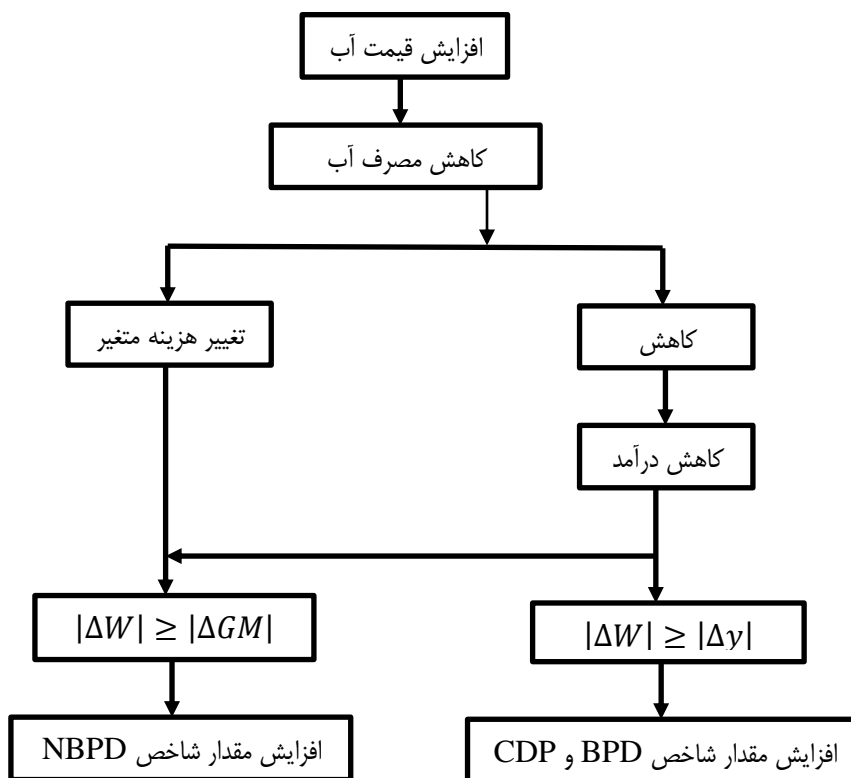 افزایش قیمت آب
کاهش مصرف آب
تغییر هزینه متغیر
کاهش
کاهش درآمد
|ΔW| ≥ |ΔGM|
|ΔW| ≥ |Δy|
افزایش مقدار شاخص NBPD
افزایش مقدار شاخص BPD و CDP